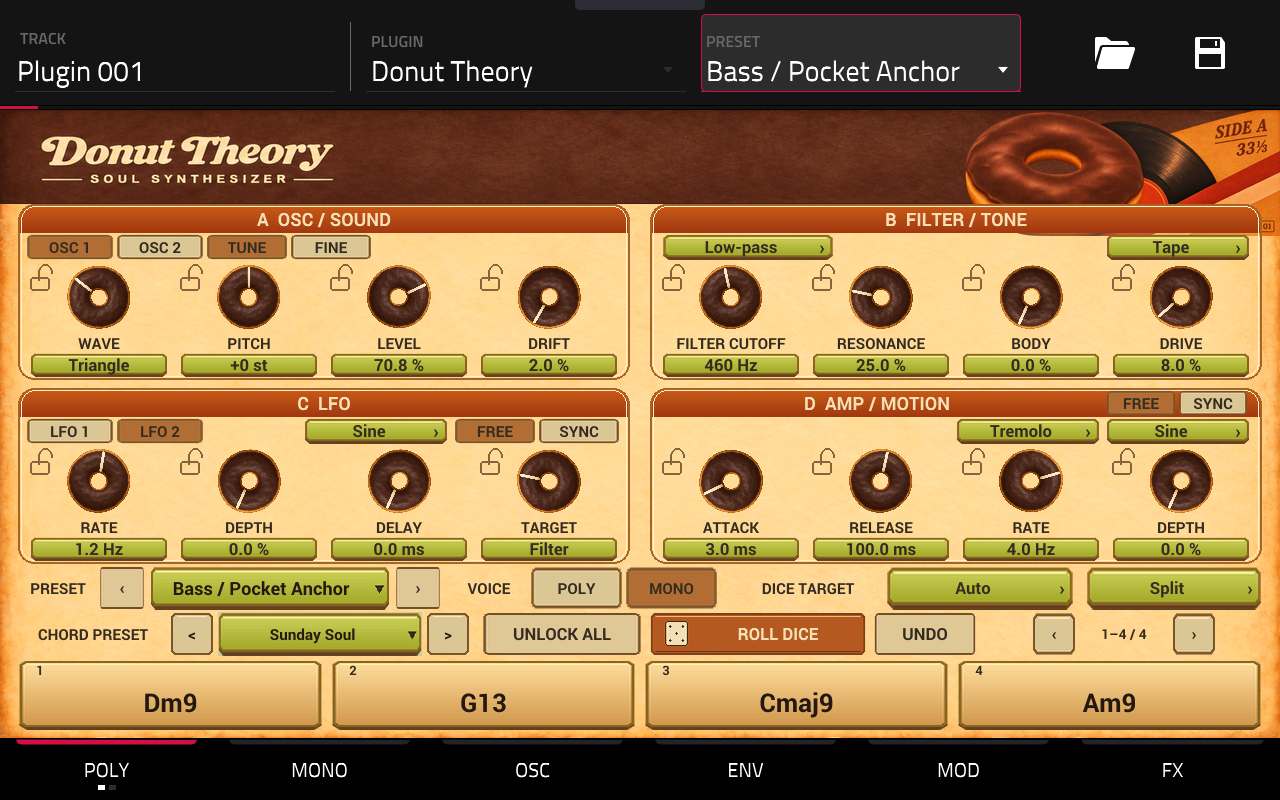 TRACK
Plugin 001
PLUGIN
Donut Theory
PRESET
Bass / Pocket Anchor
Donut Theory
SOUL SYNTHESIZER
SIDE A
33⅓
01
A OSC / SOUND
OSC 1 OSC 2 TUNE FINE
WAVE PITCH LEVEL DRIFT
Triangle +0 st 70.8 % 2.0 %
B FILTER / TONE
Low-pass › Tape ›
FILTER CUTOFF RESONANCE BODY DRIVE
460 Hz 25.0 % 0.0 % 8.0 %
C LFO
LFO 1 LFO 2 Sine › FREE SYNC
RATE DEPTH DELAY TARGET
1.2 Hz 0.0 % 0.0 ms Filter
D AMP / MOTION FREE SYNC
Tremolo › Sine ›
ATTACK RELEASE RATE DEPTH
3.0 ms 100.0 ms 4.0 Hz 0.0 %
PRESET ‹ Bass / Pocket Anchor ▾ › VOICE POLY MONO DICE TARGET Auto › Split ›
CHORD PRESET < Sunday Soul ▾ > UNLOCK ALL ROLL DICE UNDO ‹ 1–4 / 4 ›
1 2 3 4
Dm9 G13 Cmaj9 Am9
POLY MONO OSC ENV MOD FX